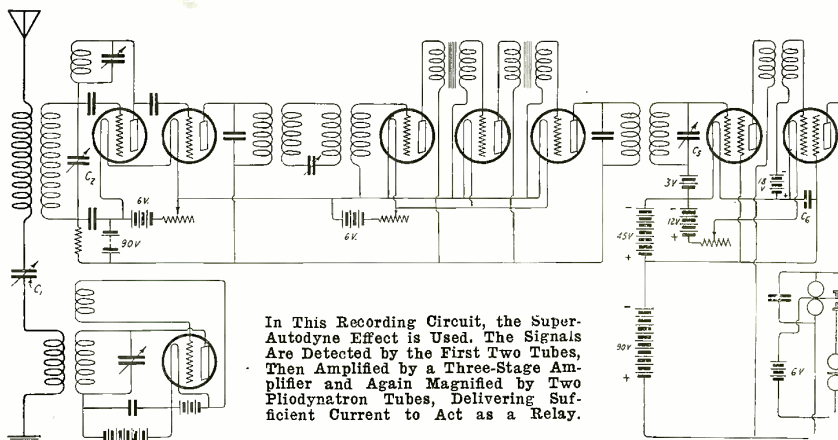 C2
6V.
90V
6V.
C5
3V
45V
12V
18V
C6
C1
90V
6V
In This Recording Circuit, the Super-
Autodyne Effect is Used. The Signals
Are Detected by the First Two Tubes,
Then Amplified by a Three-Stage Am-
plifier and Again Magnified by Two
Pliodynatron Tubes, Delivering Suf-
ficient Current to Act as a Relay.